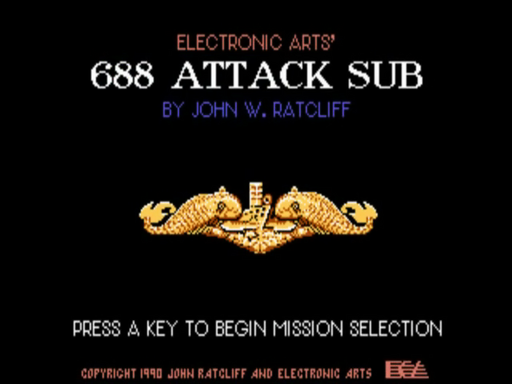 ELECTRONIC ARTS'
688 ATTACK SUB
BY JOHN W. RATCLIFF
PRESS A KEY TO BEGIN MISSION SELECTION
COPYRIGHT 1990 JOHN RATCLIFF AND ELECTRONIC ARTS